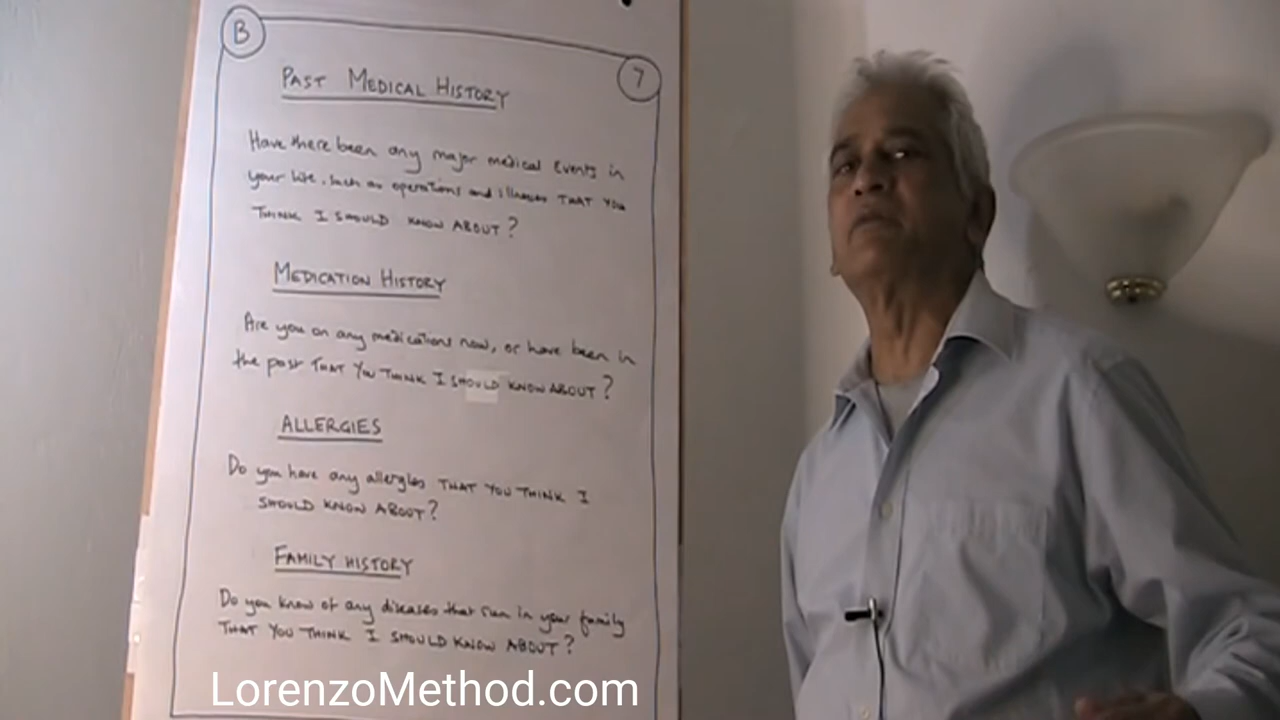 B
7
PAST MEDICAL HISTORY
Have there been any major medical events in
your life, such as operations and illnesses THAT YOU
THINK I SHOULD KNOW ABOUT?
MEDICATION HISTORY
Are you on any medications now, or have been in
the past THAT YOU THINK I SHOULD KNOW ABOUT?
ALLERGIES
Do you have any allergies THAT YOU THINK I
SHOULD KNOW ABOUT?
FAMILY HISTORY
Do you know of any diseases that run in your family
THAT YOU THINK I SHOULD KNOW ABOUT?
LorenzoMethod.com